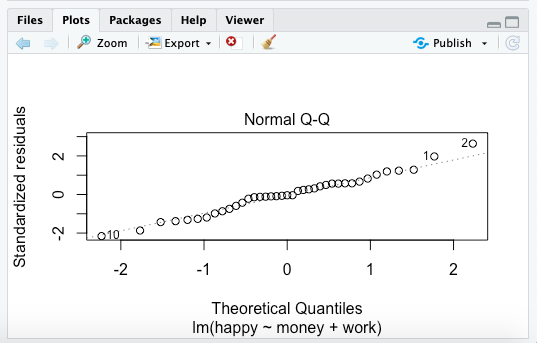 Files Plots Packages Help Viewer
Zoom Export Publish
Normal Q-Q
Standardized residuals
2
0
-2
10
1
2
-2 -1 0 1 2
Theoretical Quantiles
lm(happy ~ money + work)